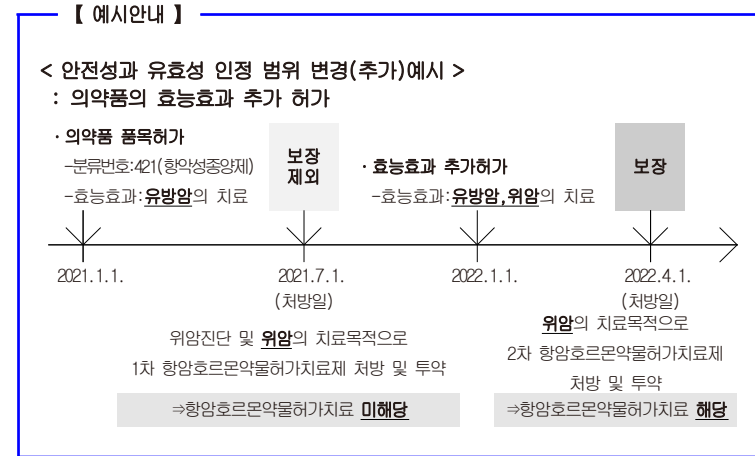 【 예시안내 】
< 안전성과 유효성 인정 범위 변경(추가)예시 >
: 의약품의 효능효과 추가 허가
· 의약품 품목허가
-분류번호:421(항악성종양제)
-효능효과:유방암의 치료
보장
제외
· 효능효과 추가허가
-효능효과:유방암,위암의 치료
보장
2021.1.1.
2021.7.1.
(처방일)
2022.1.1.
2022.4.1.
(처방일)
위암진단 및 위암의 치료목적으로
1차 항암호르몬약물허가치료제 처방 및 투약
⇒항암호르몬약물허가치료 미해당
위암의 치료목적으로
2차 항암호르몬약물허가치료제
처방 및 투약
⇒항암호르몬약물허가치료 해당